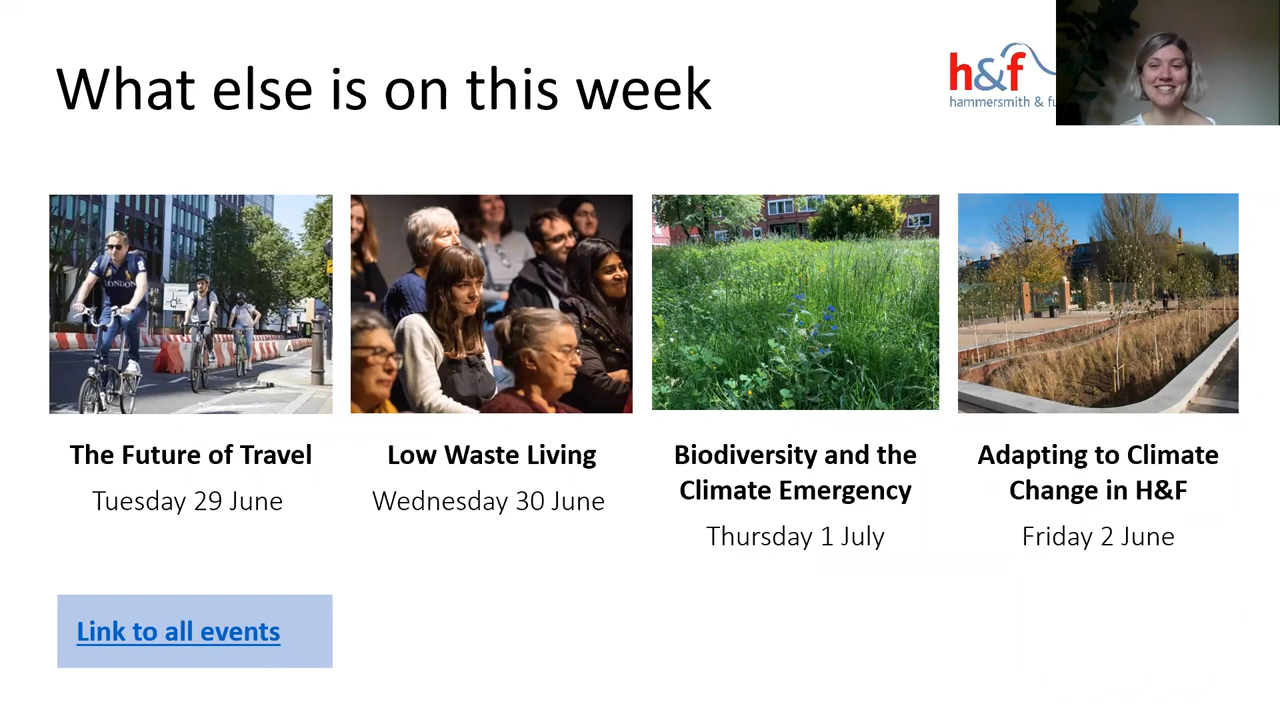 What else is on this week
h&f
hammersmith & fu
LONDON
The Future of Travel
Tuesday 29 June
Low Waste Living
Wednesday 30 June
Biodiversity and the
Climate Emergency
Thursday 1 July
Adapting to Climate
Change in H&F
Friday 2 June
Link to all events